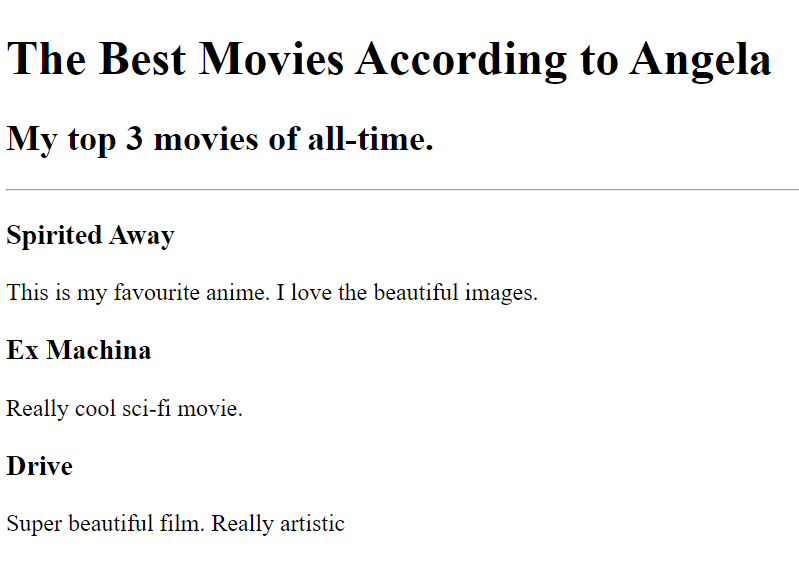 The Best Movies According to Angela
My top 3 movies of all-time.
Spirited Away
This is my favourite anime. I love the beautiful images.
Ex Machina
Really cool sci-fi movie.
Drive
Super beautiful film. Really artistic